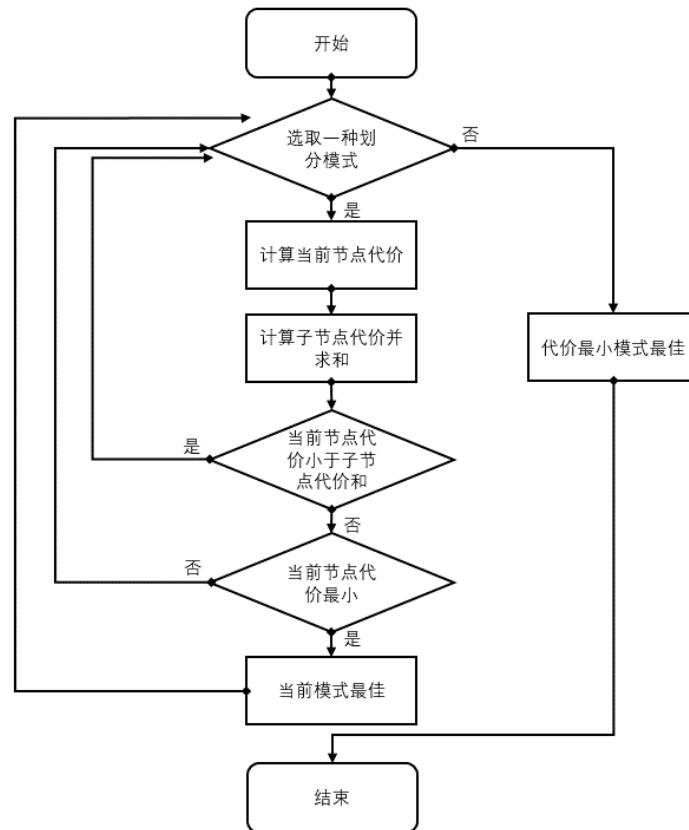 开始
选取一种划
分模式
否
是
计算当前节点代价
计算子节点代价并
求和
代价最小模式最佳
当前节点代
价小于子节
点代价和
是
否
当前节点代
价最小
否
是
当前模式最佳
结束